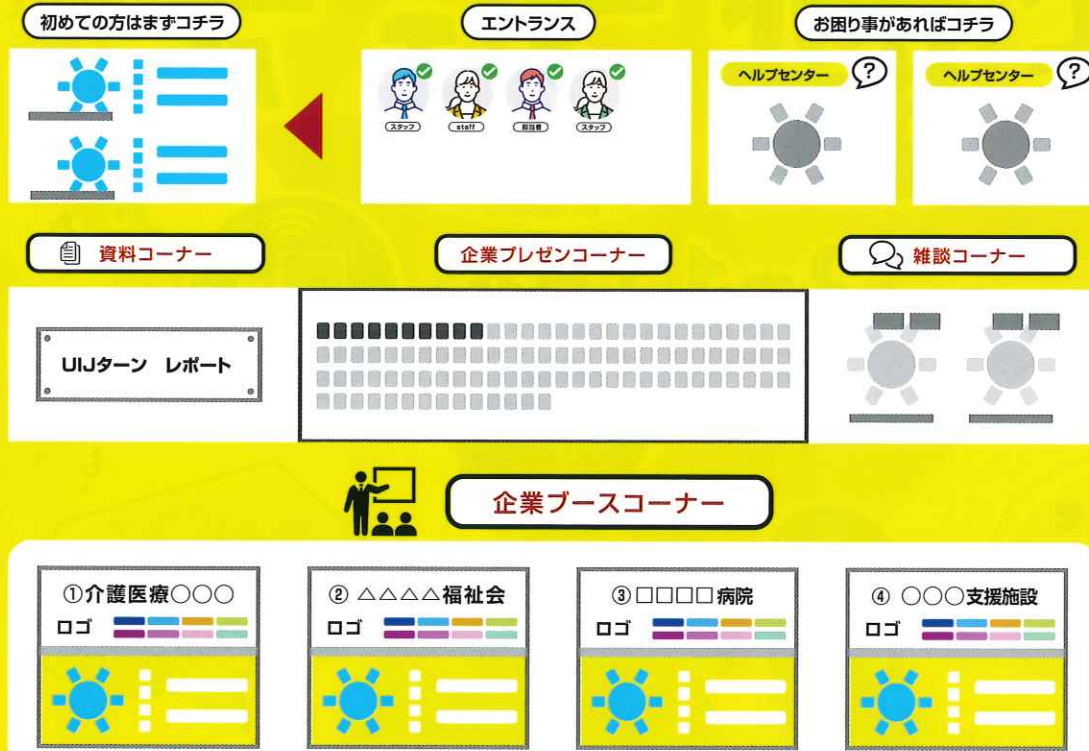 初めての方はまずコチラ
エントランス
お困り事があればコチラ
スタッフ
staff
担当者
スタッフ
ヘルプセンター ?
ヘルプセンター ?
資料コーナー
企業プレゼンコーナー
雑談コーナー
UIJターン レポート
企業ブースコーナー
①介護医療○○○
ロゴ
② △△△△福祉会
ロゴ
③□□□□病院
ロゴ
④ ○○○支援施設
ロゴ